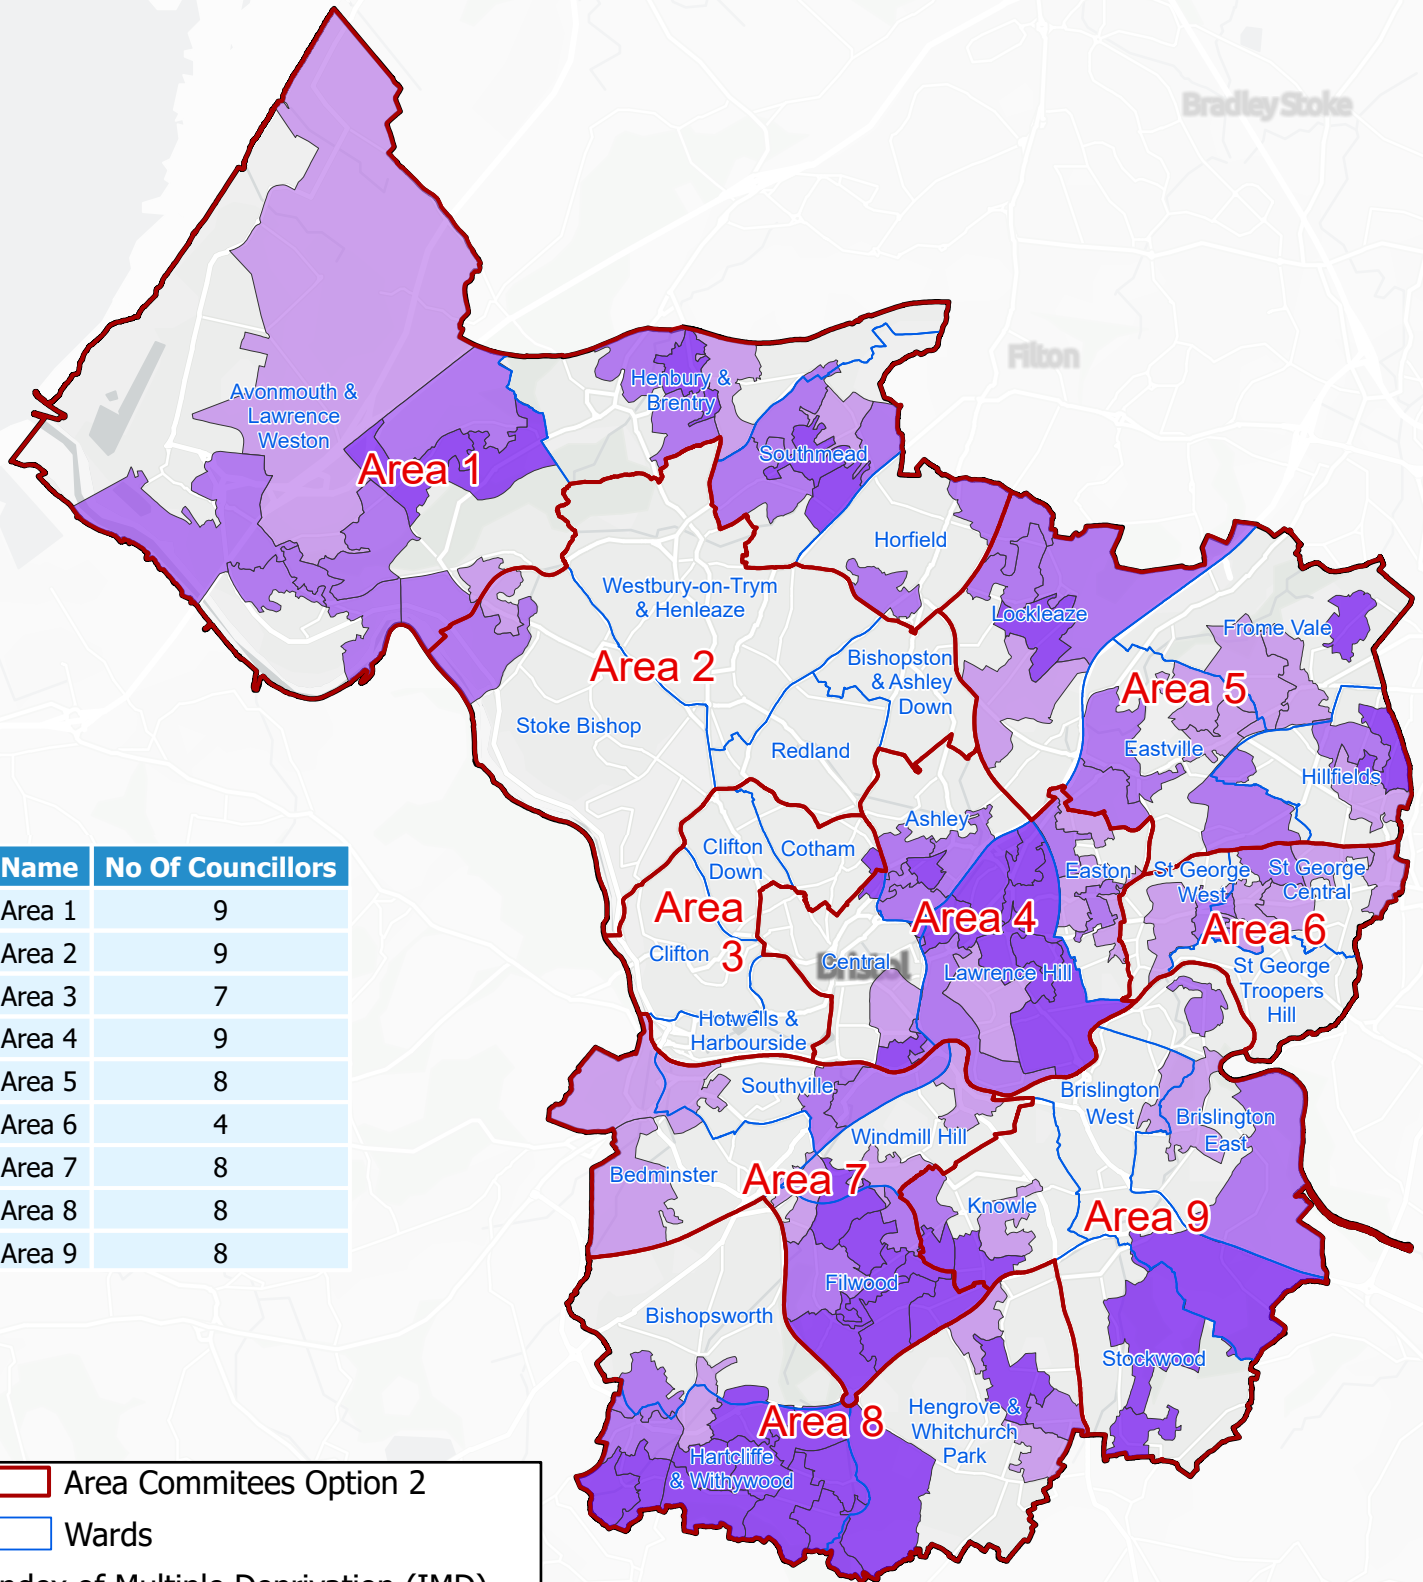 Bradley Stoke
Filton
Avonmouth &
Lawrence
Weston
Area 1
Henbury &
Brentry
Southmead
Horfield
Lockleaze
Westbury-on-Trym
& Henleaze
Area 2
Bishopston
& Ashley
Down
Stoke Bishop
Redland
Frome Vale
Area 5
Eastville
Hillfields
Ashley
Clifton
Down
Cotham
Easton
St George
West
St George
Central
Area
3
Clifton
Area 4
Area 6
Bristol
Central
Lawrence Hill
St George
Troopers
Hill
Hotwells &
Harbourside
Southville
Brislington
West
Brislington
East
Windmill Hill
Bedminster
Area 7
Knowle
Area 9
Filwood
Bishopsworth
Stockwood
Hengrove &
Whitchurch
Park
Area 8
Hartcliffe
& Withywood
Name No Of Councillors
Area 1 9
Area 2 9
Area 3 7
Area 4 9
Area 5 8
Area 6 4
Area 7 8
Area 8 8
Area 9 8
Area Commitees Option 2
Wards
ndex of Multiple Deprivation (IMD)